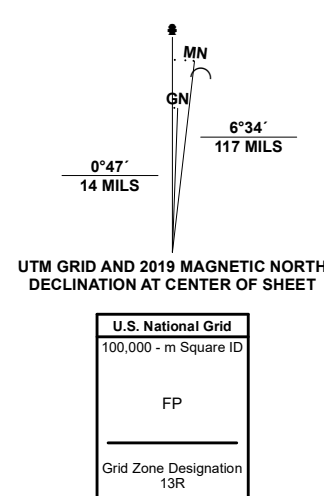 MN
GN
6°34´
117 MILS
0°47´
14 MILS
UTM GRID AND 2019 MAGNETIC NORTH
DECLINATION AT CENTER OF SHEET
U.S. National Grid
100,000 - m Square ID
FP
Grid Zone Designation
13R